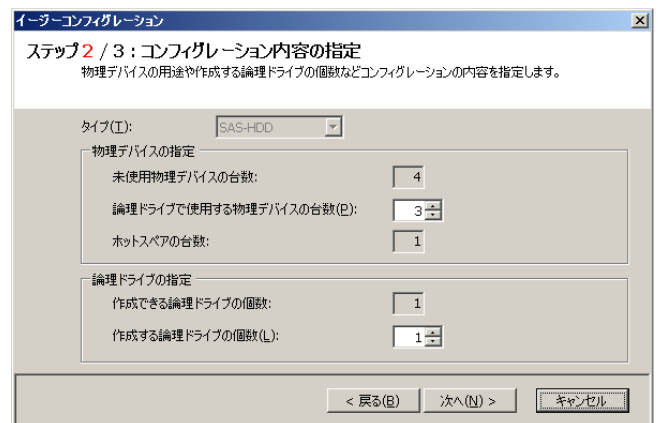 イージーコンフィグレーション
ステップ2 / 3 : コンフィグレーション内容の指定
物理デバイスの用途や作成する論理ドライブの個数などコンフィグレーションの内容を指定します。
タイプ(T): SAS-HDD
物理デバイスの指定
未使用物理デバイスの台数: 4
論理ドライブで使用する物理デバイスの台数(P): 3
ホットスペアの台数: 1
論理ドライブの指定
作成できる論理ドライブの個数: 1
作成する論理ドライブの個数(L): 1
< 戻る(B) 次へ(N) > キャンセル